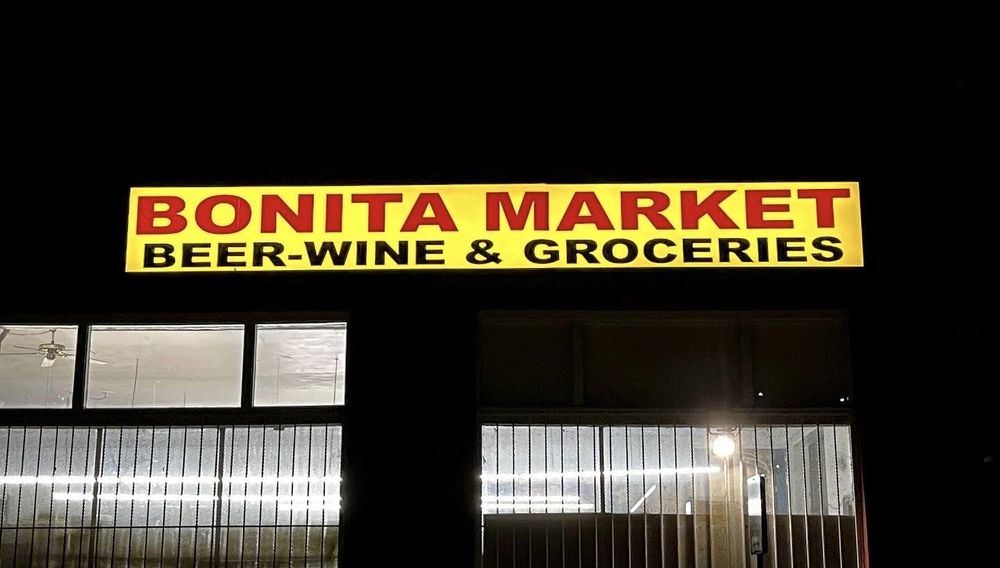 BONITA MARKET
BEER-WINE & GROCERIES